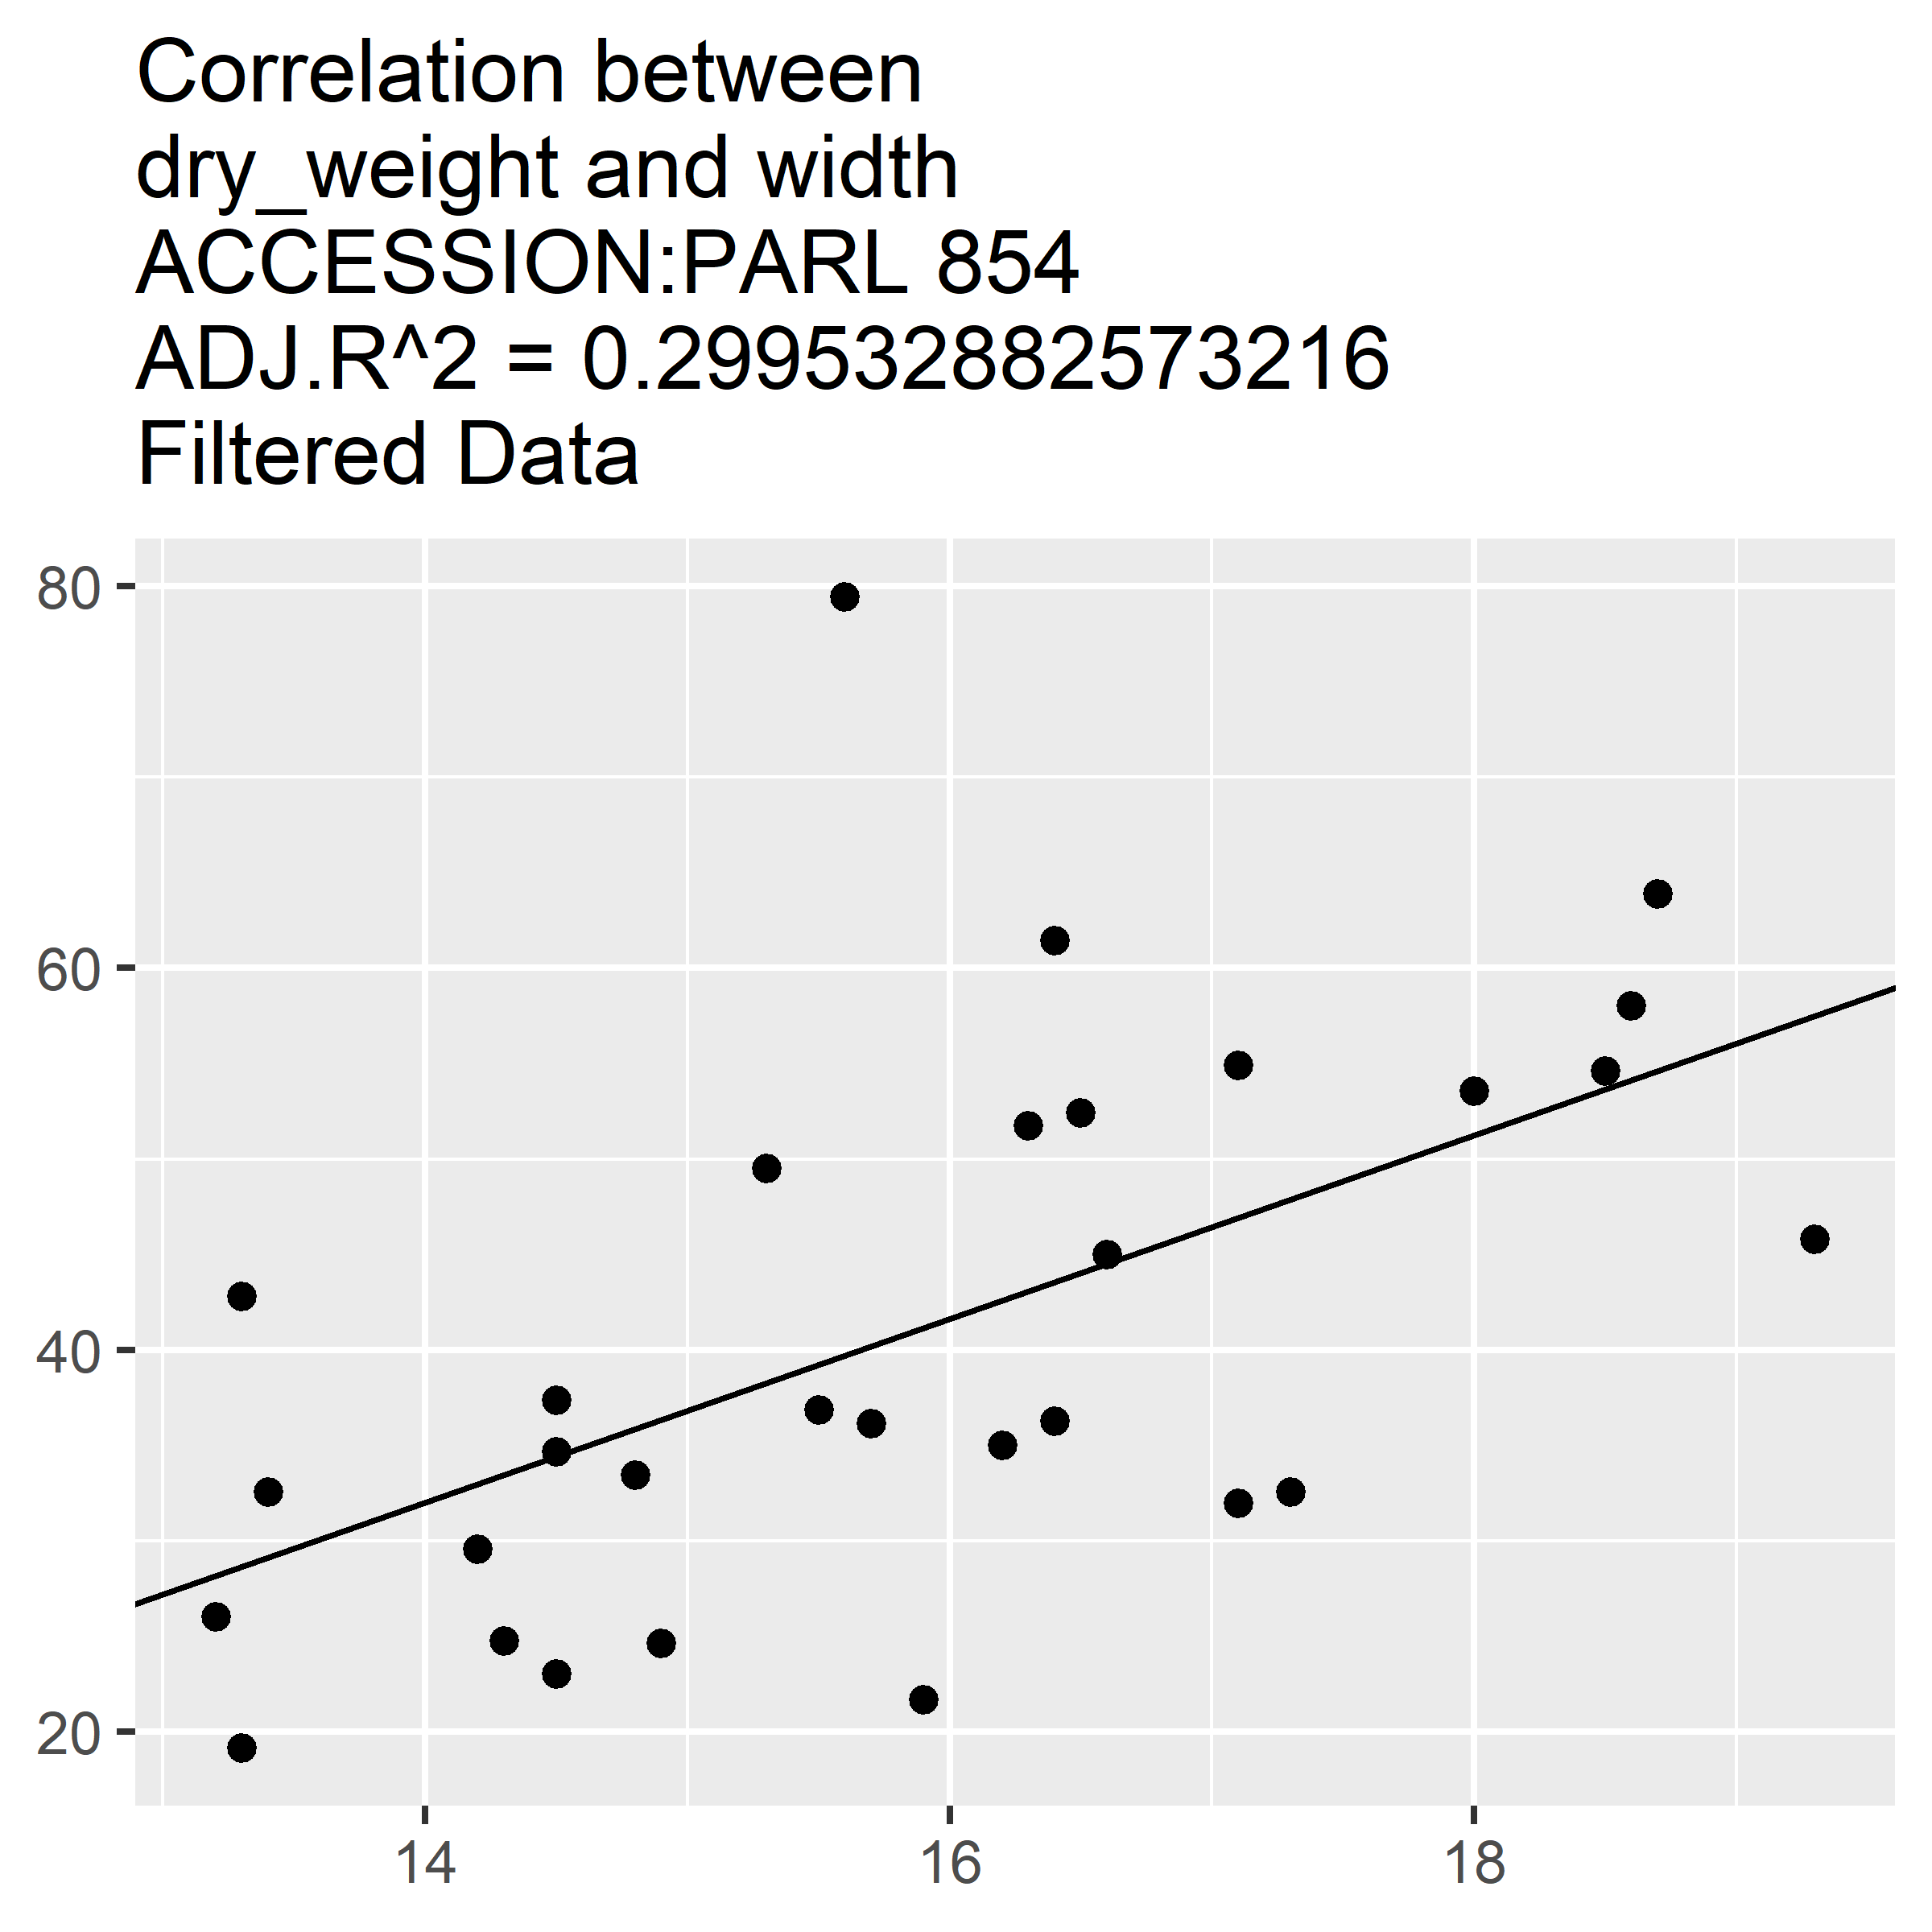 Correlation between
dry_weight and width
ACCESSION:PARL 854
ADJ.R^2 = 0.299532882573216
Filtered Data
80
60
40
20
14 16 18